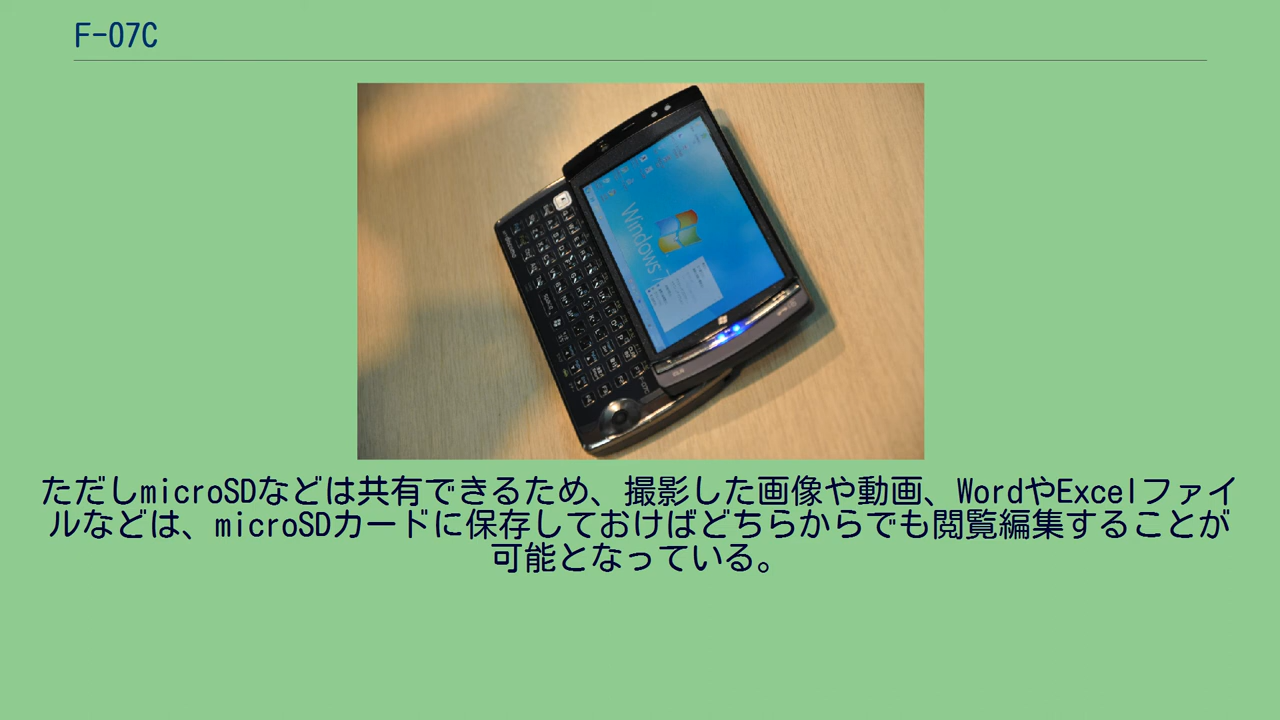 F-07C
Windows 7
ただしmicroSDなどは共有できるため、撮影した画像や動画、WordやExcelファイ
ルなどは、microSDカードに保存しておけばどちらからでも閲覧編集することが
可能となっている。